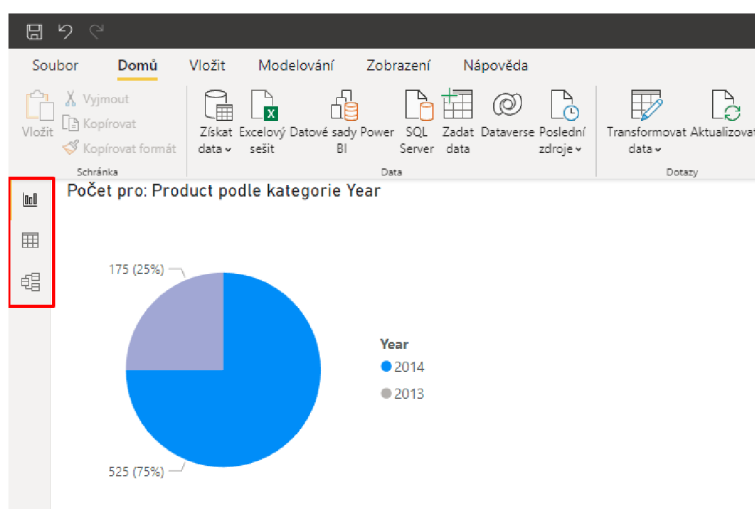 Soubor Domů Vložit Modelování Zobrazení Nápověda
Vložit
Vyjmout
Kopírovat
Kopírovat formát
Získat data
Excelový sešit
Datové sady Power BI
SQL Server
Zadat data
Dataverse
Poslední zdroje
Transformovat data
Aktualizovat
Schránka Data Dotazy
Počet pro: Product podle kategorie Year
175 (25%)
Year
2014
2013
525 (75%)